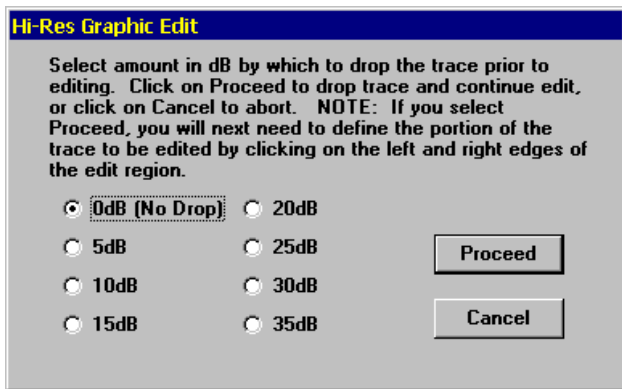 Hi-Res Graphic Edit
Select amount in dB by which to drop the trace prior to
editing. Click on Proceed to drop trace and continue edit,
or click on Cancel to abort. NOTE: If you select
Proceed, you will next need to define the portion of the
trace to be edited by clicking on the left and right edges of
the edit region.
0dB (No Drop) 20dB
5dB 25dB
Proceed
10dB 30dB
15dB 35dB
Cancel